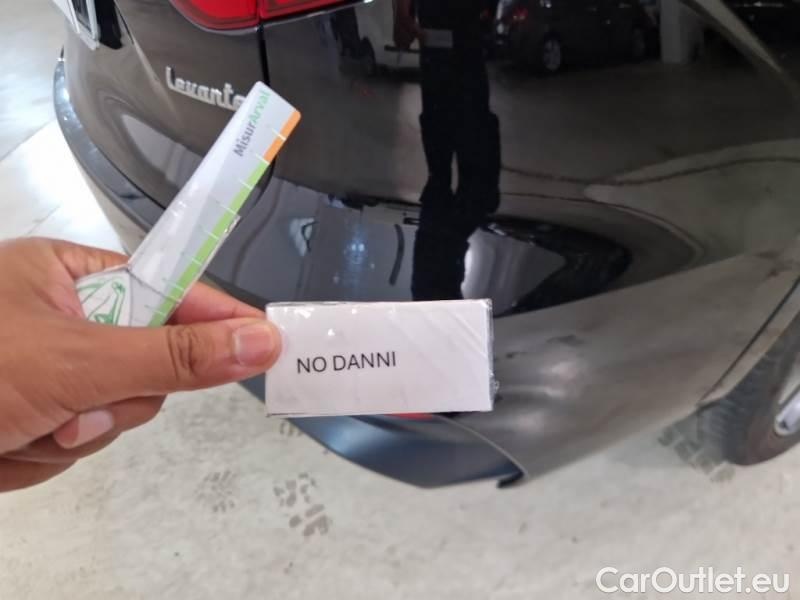 Levante
MisurArval
NO DANNI
CarOutlet.eu